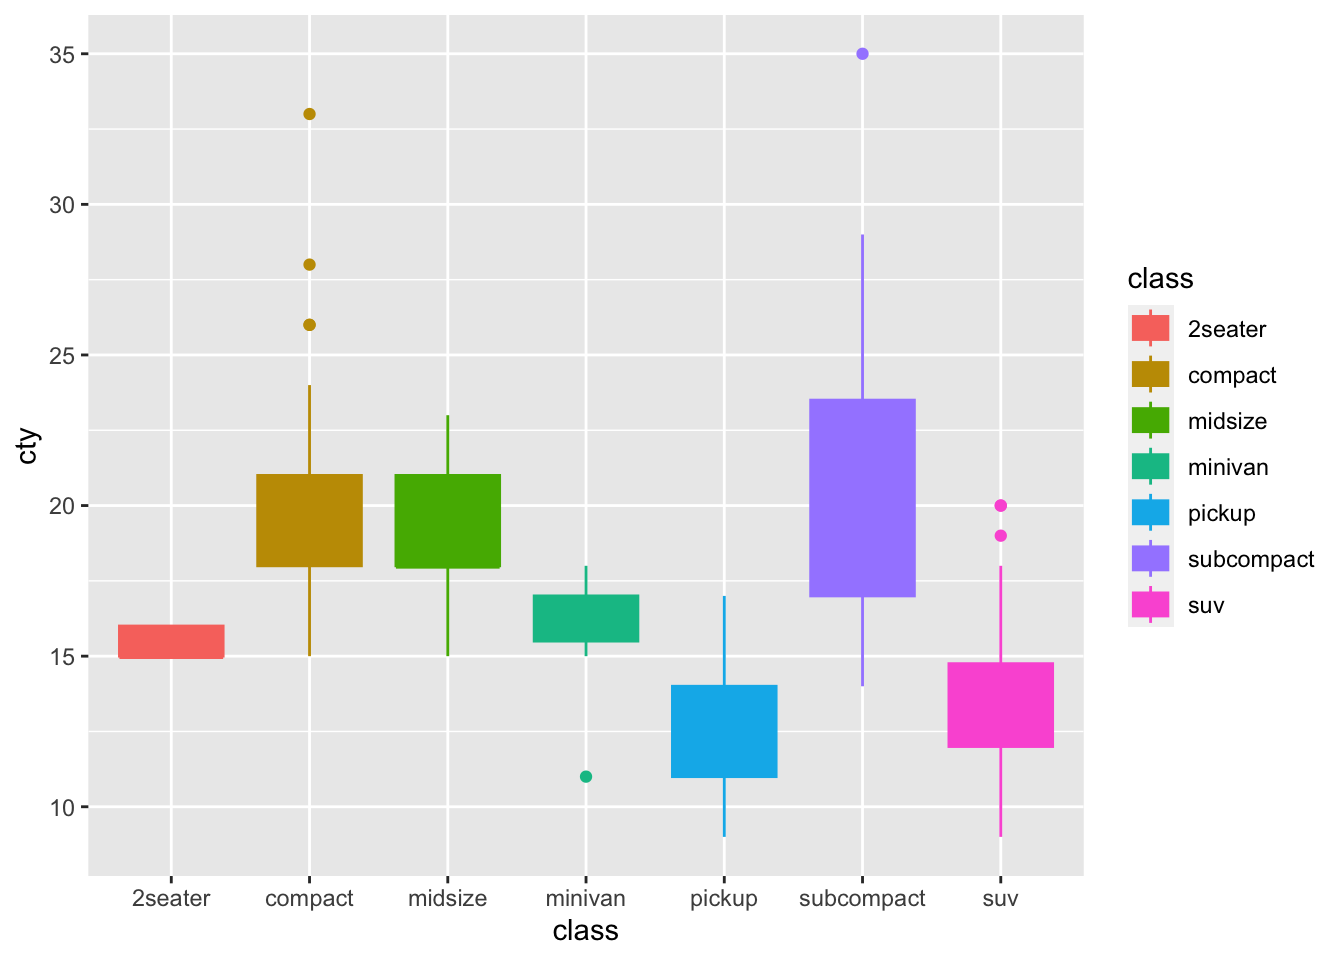 35
30
25
20
15
10
cty
2seater compact midsize minivan pickup subcompact suv
class
class
2seater
compact
midsize
minivan
pickup
subcompact
suv